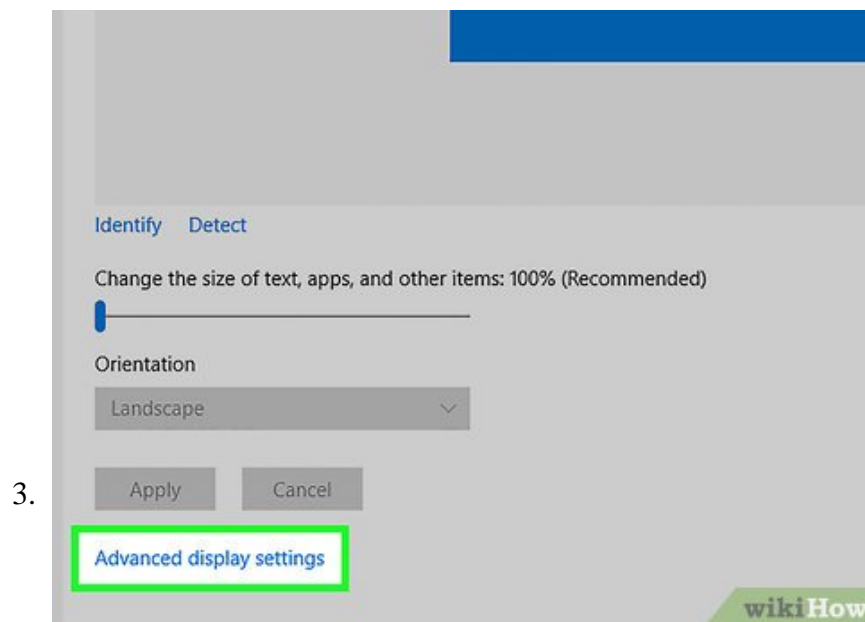 Identify Detect
Change the size of text, apps, and other items: 100% (Recommended)
Orientation
Landscape
3.
Apply Cancel
Advanced display settings
wikiHow